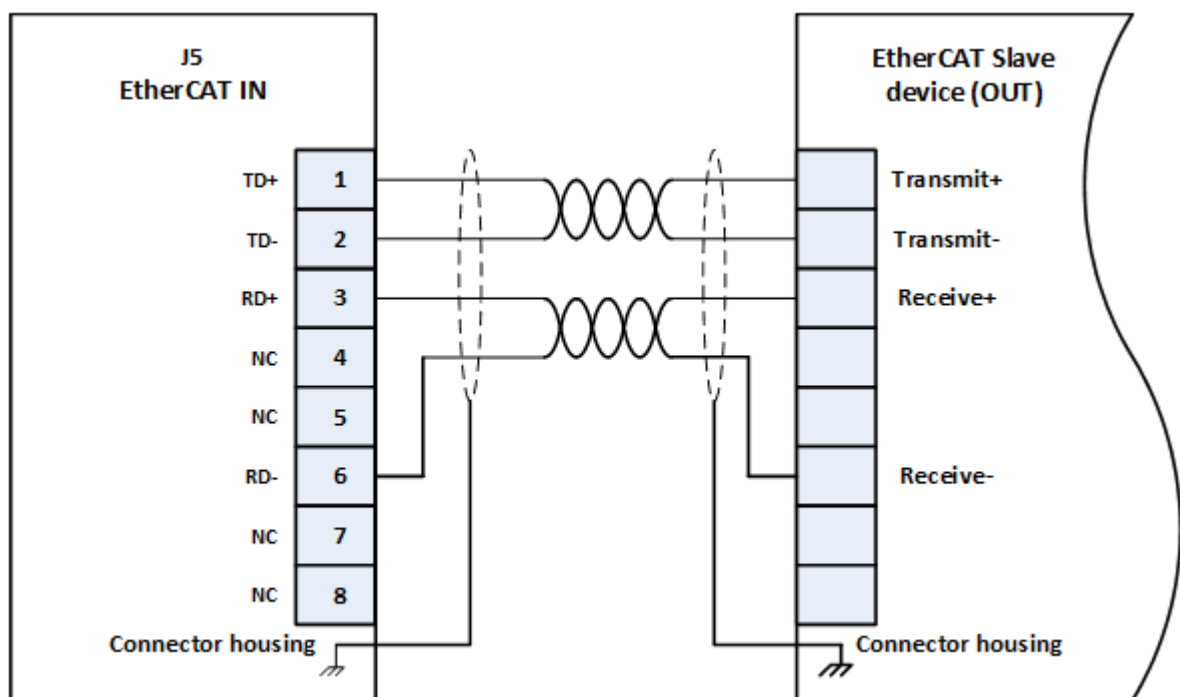 J5
EtherCAT IN
EtherCAT Slave
device (OUT)
TD+ 1 Transmit+
TD- 2 Transmit-
RD+ 3 Receive+
NC 4
NC 5
RD- 6 Receive-
NC 7
NC 8
Connector housing Connector housing